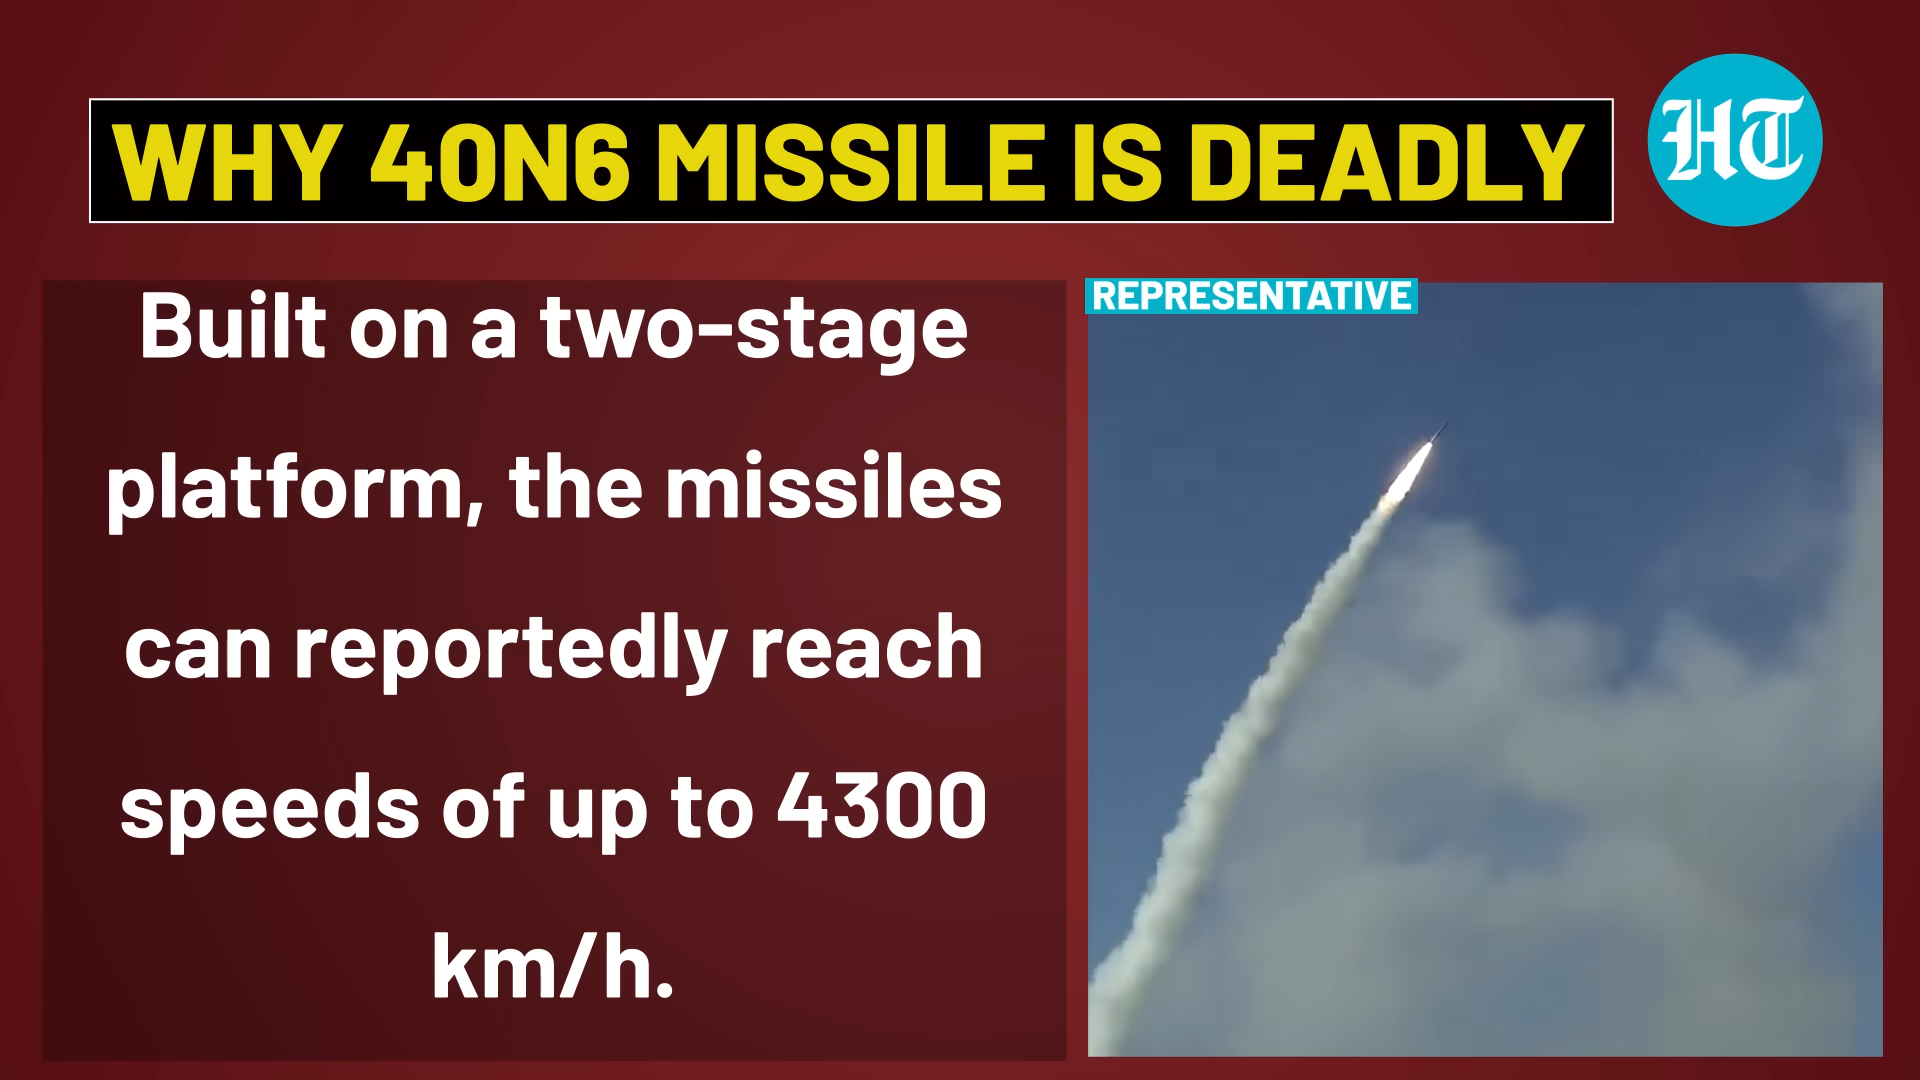 WHY 40N6 MISSILE IS DEADLY
HT
REPRESENTATIVE
Built on a two-stage
platform, the missiles
can reportedly reach
speeds of up to 4300
km/h.